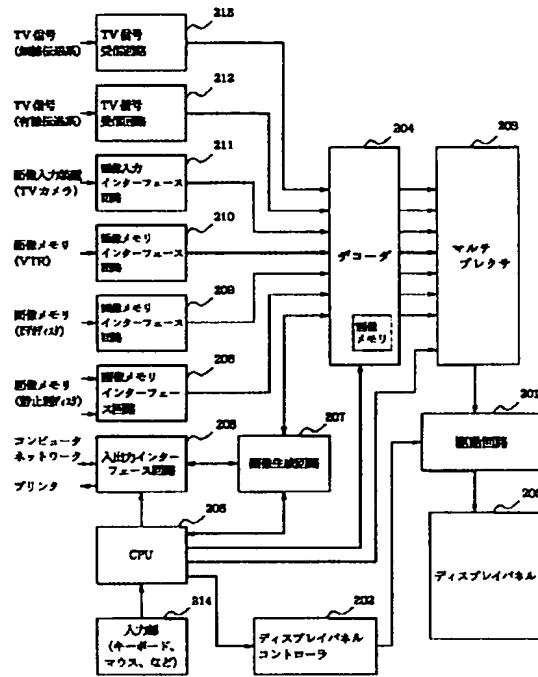 213
TV信号
(無線伝送系)
TV信号
受信回路
212
TV信号
(有線伝送系)
TV信号
受信回路
204
203
211
画像入力装置
(TVカメラ)
画像入力
インターフェース
回路
210
画像メモリ
(VTR)
画像メモリ
インターフェース
回路
デコーダ
マルチ
プレクサ
209
画像メモリ
画像メモリ
インターフェース
回路
画像
メモリ
208
画像メモリ
(静止画ディスク)
画像メモリ
インターフェ
ース回路
201
駆動回路
207
画像生成回路
コンピュータ
ネットワーク
プリンタ
入出力インター
フェース回路
200
ディスプレイパネル
206
CPU
214
入力部
(キーボード、
マウス、など)
202
ディスプレイパネル
コントローラ